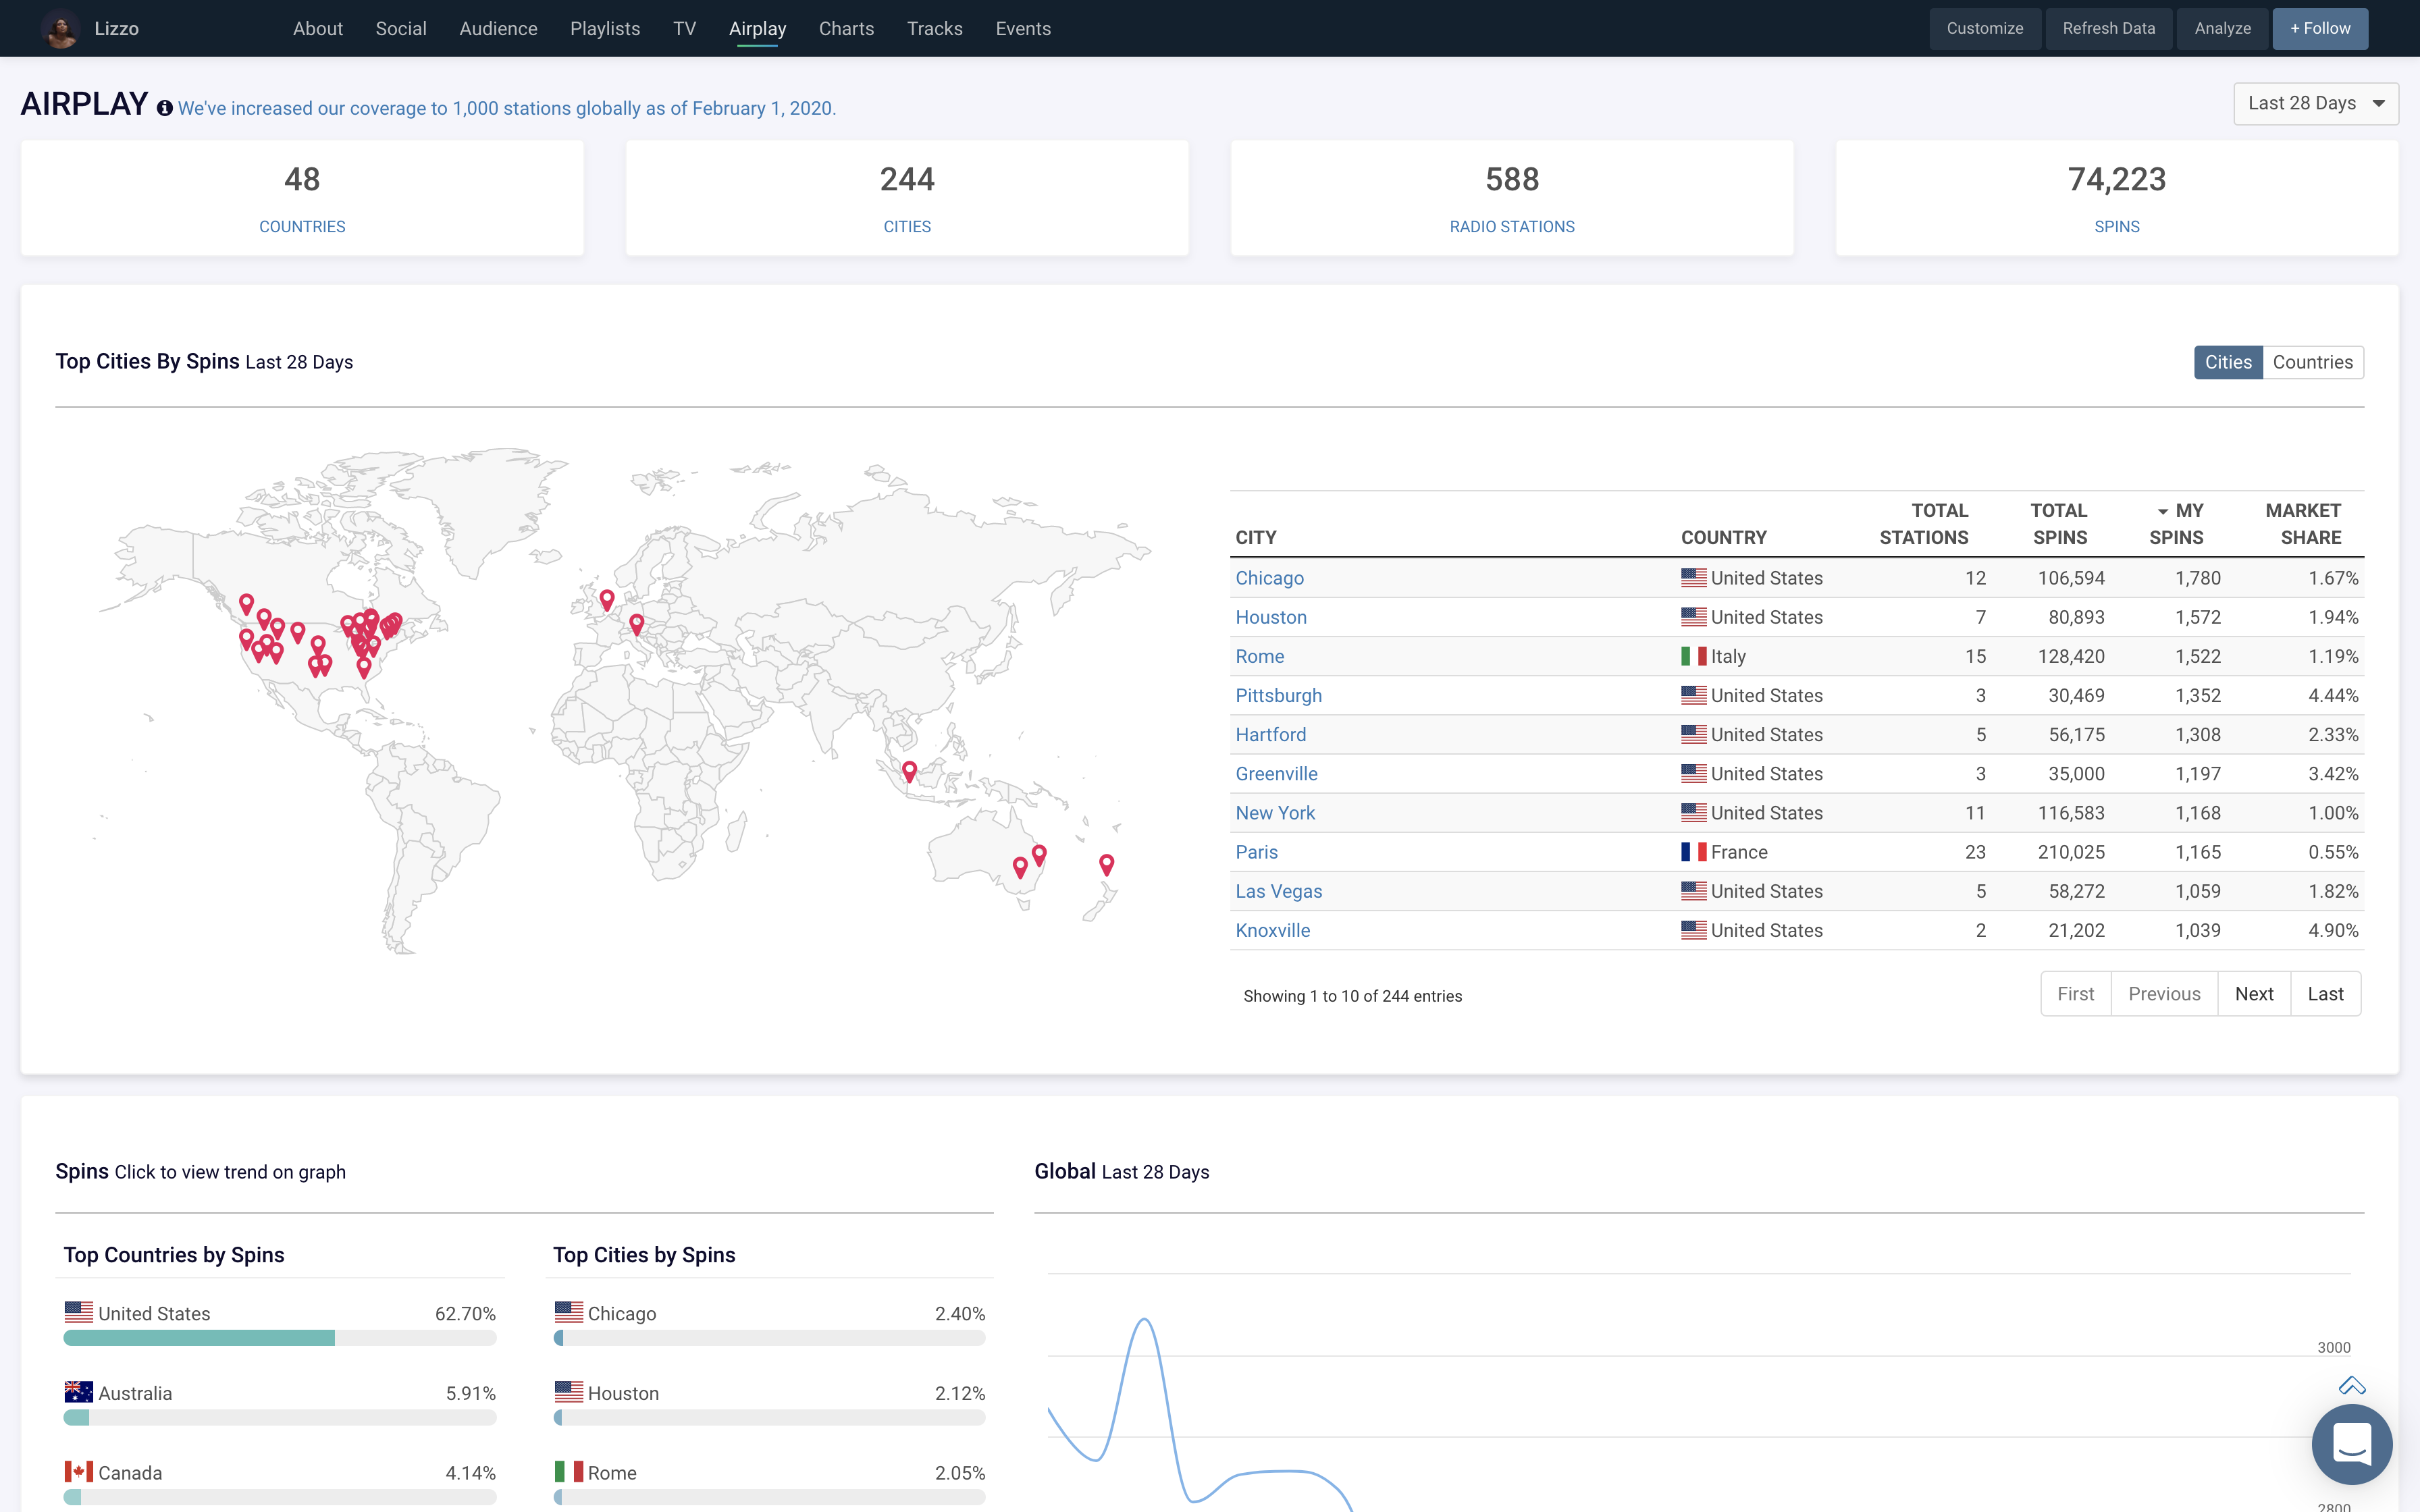 Lizzo
About Social Audience Playlists TV Airplay Charts Tracks Events
Customize Refresh Data Analyze + Follow
AIRPLAY We've increased our coverage to 1,000 stations globally as of February 1, 2020.
Last 28 Days
48
COUNTRIES
244
CITIES
588
RADIO STATIONS
74,223
SPINS
Top Cities By Spins Last 28 Days
Cities Countries
CITY COUNTRY TOTAL STATIONS TOTAL SPINS MY SPINS MARKET SHARE
Chicago United States 12 106,594 1,780 1.67%
Houston United States 7 80,893 1,572 1.94%
Rome Italy 15 128,420 1,522 1.19%
Pittsburgh United States 3 30,469 1,352 4.44%
Hartford United States 5 56,175 1,308 2.33%
Greenville United States 3 35,000 1,197 3.42%
New York United States 11 116,583 1,168 1.00%
Paris France 23 210,025 1,165 0.55%
Las Vegas United States 5 58,272 1,059 1.82%
Knoxville United States 2 21,202 1,039 4.90%
Showing 1 to 10 of 244 entries
First Previous Next Last
Spins Click to view trend on graph
Top Countries by Spins
United States 62.70%
Australia 5.91%
Canada 4.14%
Top Cities by Spins
Chicago 2.40%
Houston 2.12%
Rome 2.05%
Global Last 28 Days
3000
2800